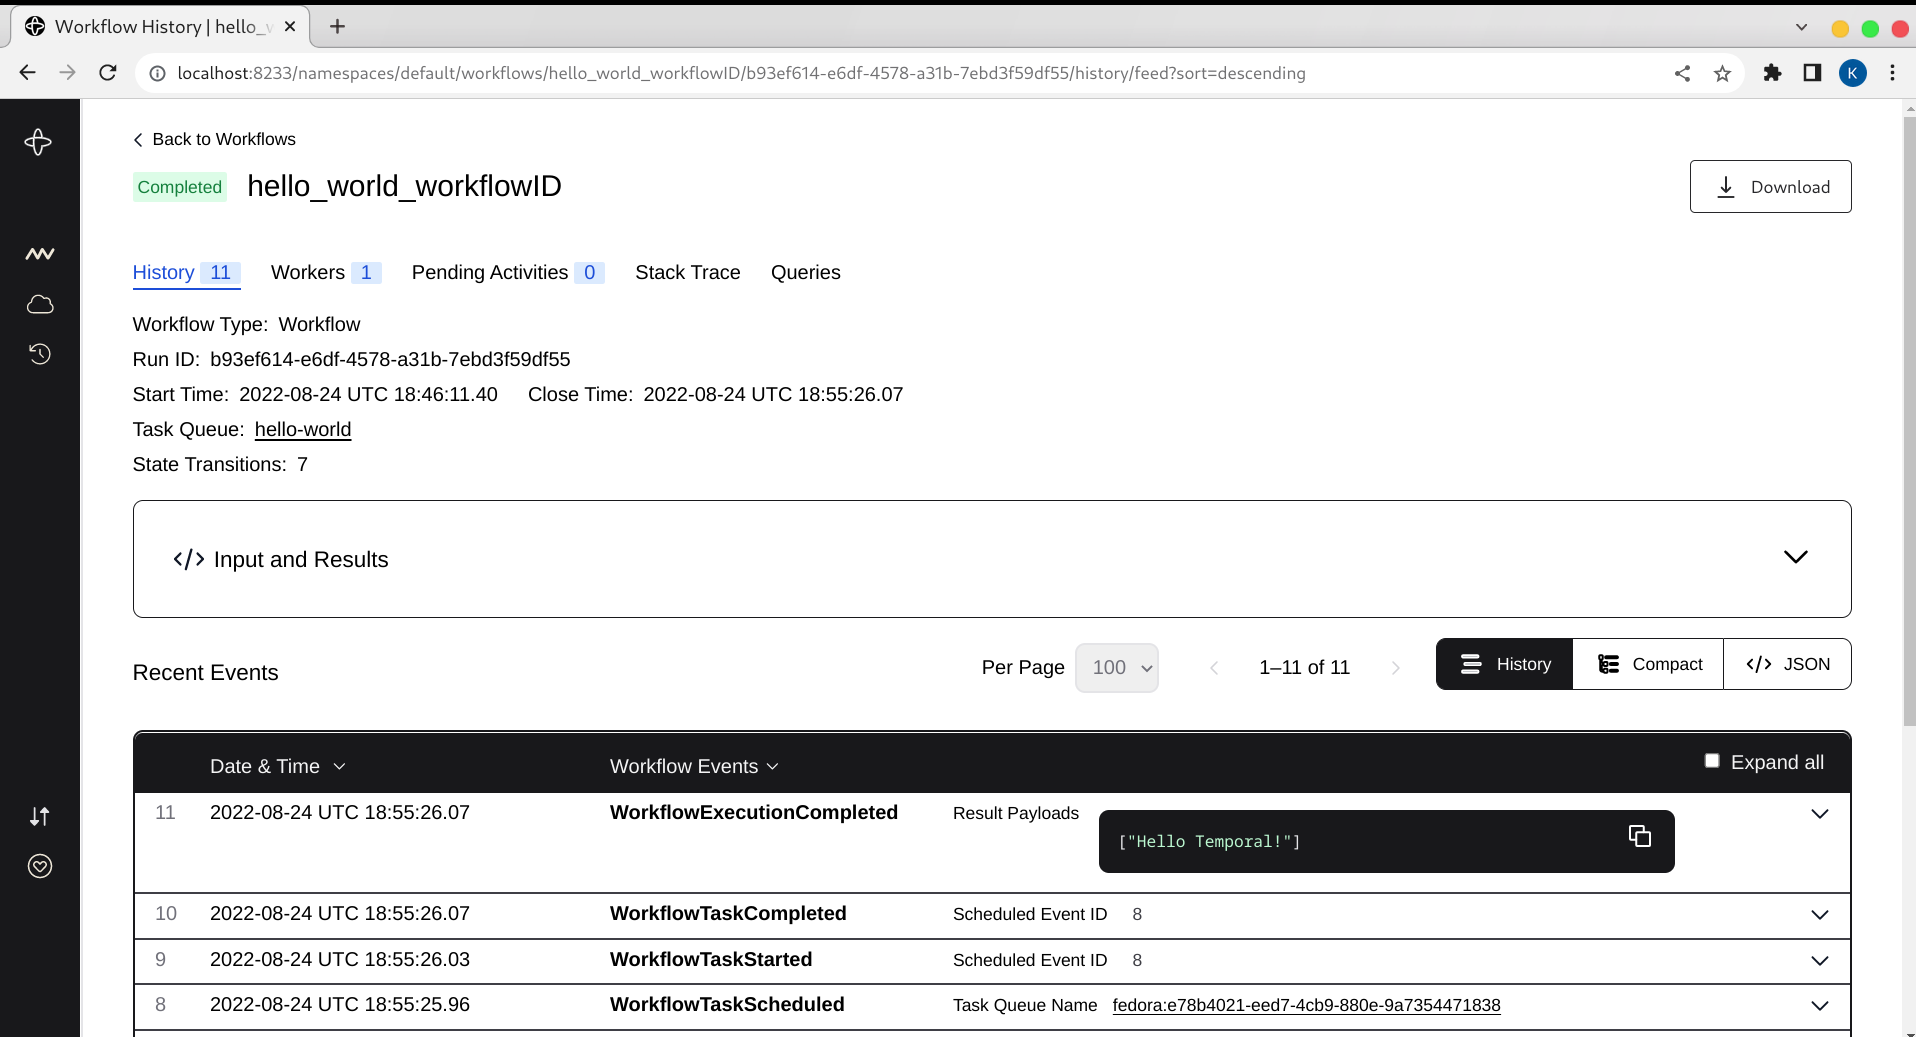 Workflow History | hello_w
localhost:8233/namespaces/default/workflows/hello_world_workflowID/b93ef614-e6df-4578-a31b-7ebd3f59df55/history/feed?sort=descending
K
Back to Workflows
Completed hello_world_workflowID
Download
History 11 Workers 1 Pending Activities 0 Stack Trace Queries
Workflow Type: Workflow
Run ID: b93ef614-e6df-4578-a31b-7ebd3f59df55
Start Time: 2022-08-24 UTC 18:46:11.40 Close Time: 2022-08-24 UTC 18:55:26.07
Task Queue: hello-world
State Transitions: 7
</> Input and Results
Recent Events
Per Page 100 1–11 of 11 History Compact </> JSON
Date & Time Workflow Events Expand all
11 2022-08-24 UTC 18:55:26.07 WorkflowExecutionCompleted Result Payloads
["Hello Temporal!"]
10 2022-08-24 UTC 18:55:26.07 WorkflowTaskCompleted Scheduled Event ID 8
9 2022-08-24 UTC 18:55:26.03 WorkflowTaskStarted Scheduled Event ID 8
8 2022-08-24 UTC 18:55:25.96 WorkflowTaskScheduled Task Queue Name fedora:e78b4021-eed7-4cb9-880e-9a7354471838